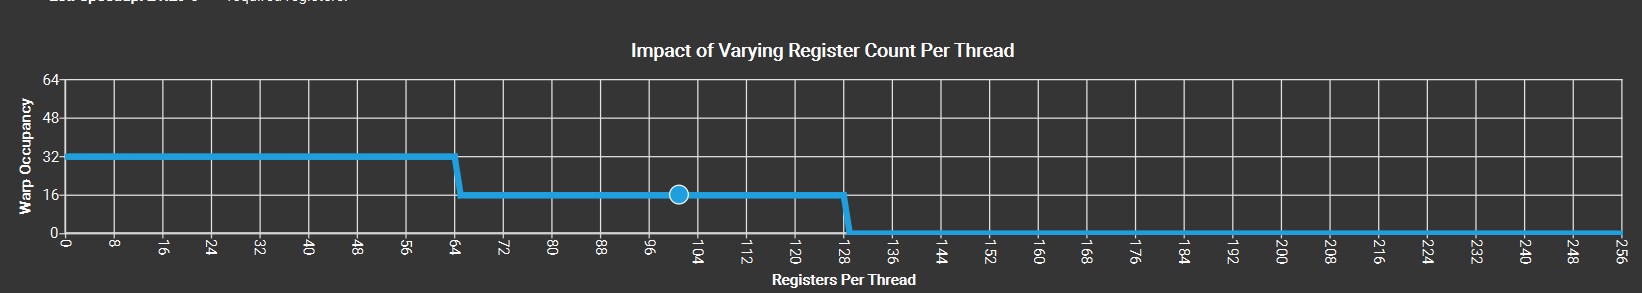 Impact of Varying Register Count Per Thread
64
48
32
16
0
Warp Occupancy
0 8 16 24 32 40 48 56 64 72 80 88 96 104 112 120 128 136 144 152 160 168 176 184 192 200 208 216 224 232 240 248 256
Registers Per Thread